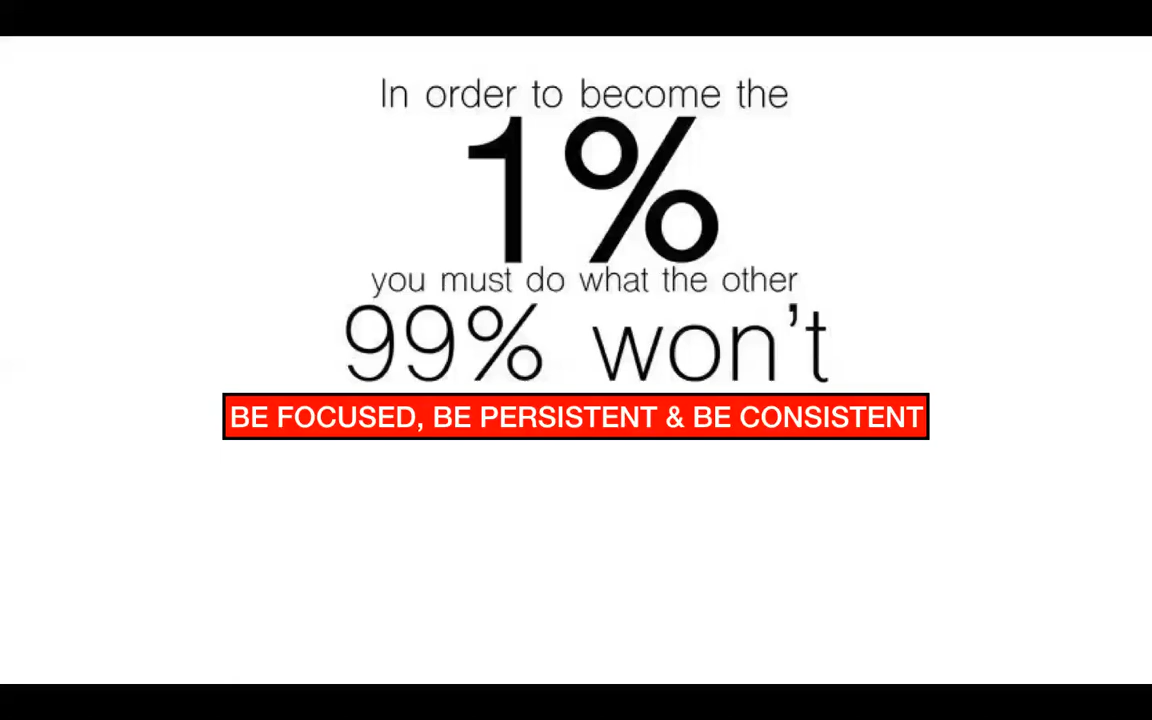 In order to become the
1%
you must do what the other
99% won't
BE FOCUSED, BE PERSISTENT & BE CONSISTENT